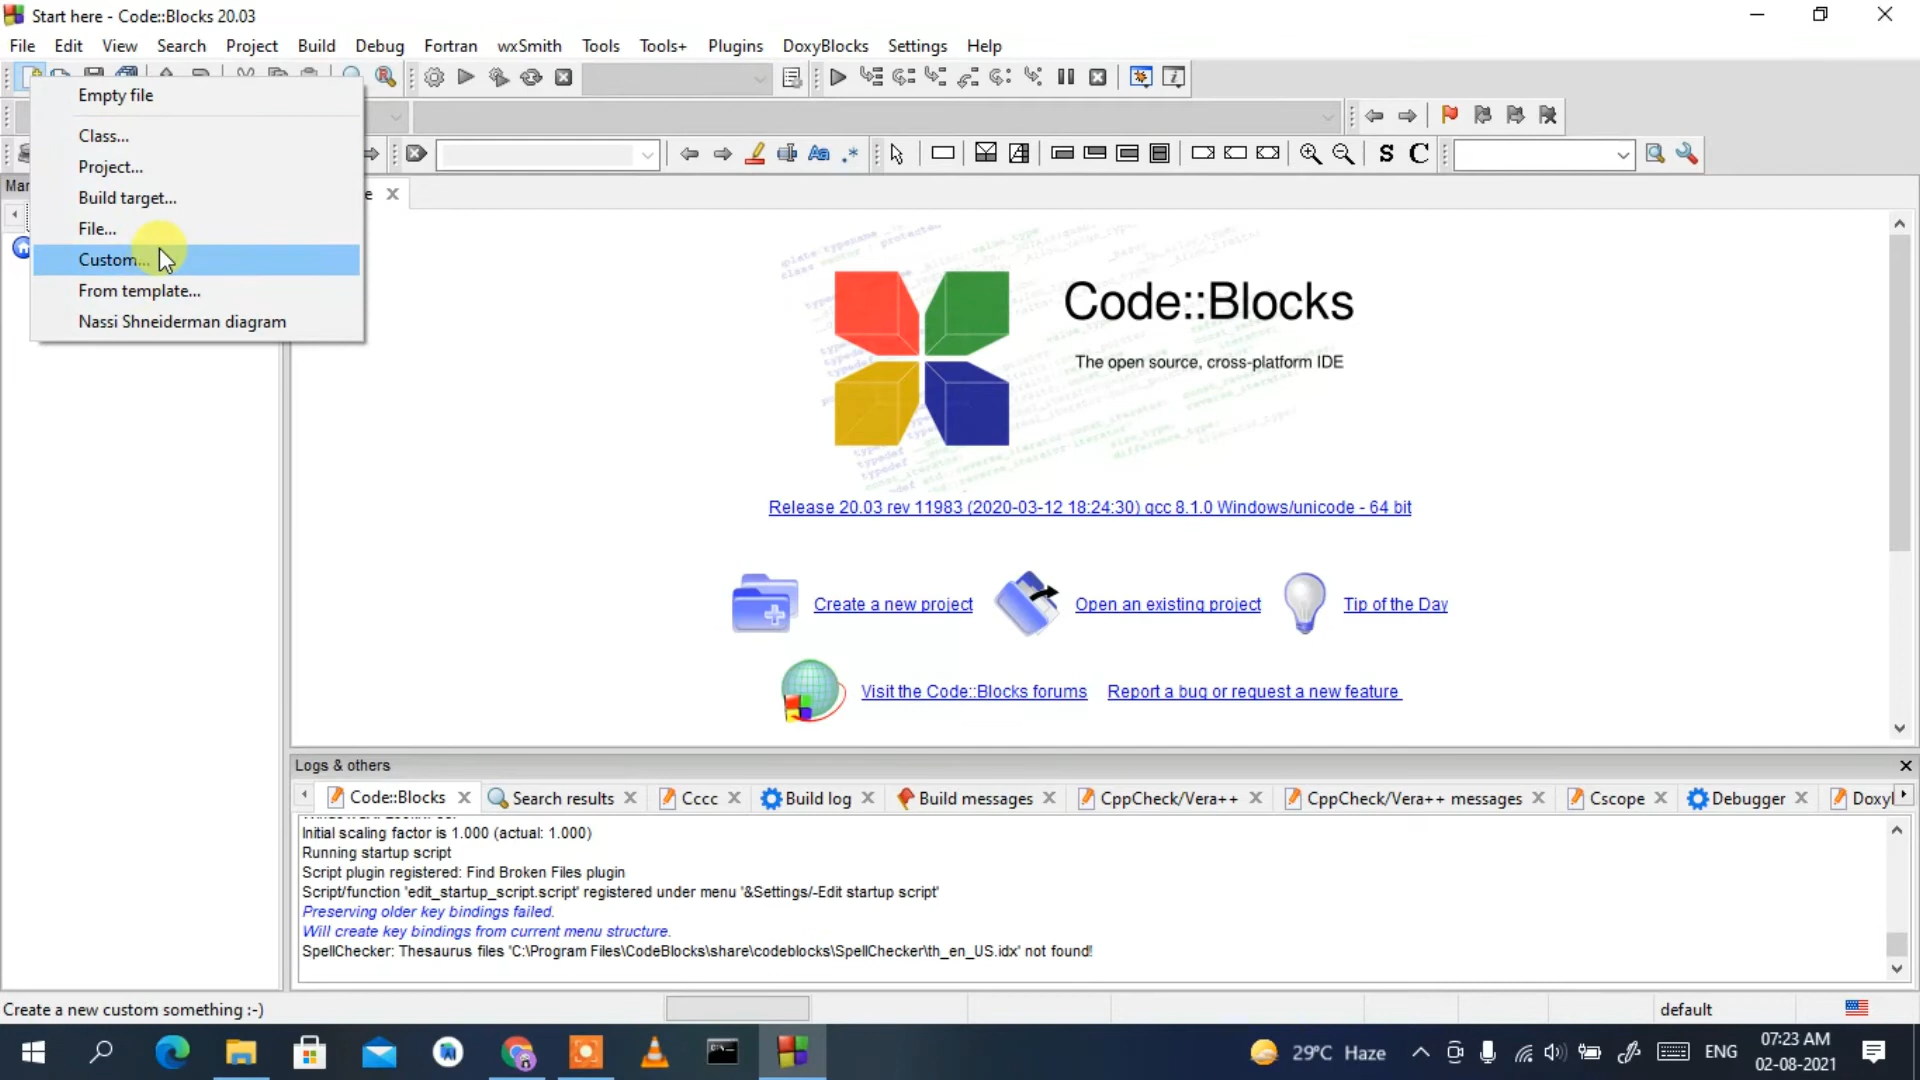 Start here - Code::Blocks 20.03
File Edit View Search Project Build Debug Fortran wxSmith Tools Tools+ Plugins DoxyBlocks Settings Help
Empty file
Class...
Project...
Build target...
File...
Custom...
From template...
Nassi Shneiderman diagram
Code::Blocks
The open source, cross-platform IDE
Release 20.03 rev 11983 (2020-03-12 18:24:30) gcc 8.1.0 Windows/unicode - 64 bit
Create a new project
Open an existing project
Tip of the Day
Visit the Code::Blocks forums
Report a bug or request a new feature
Logs & others
Code::Blocks Search results Cccc Build log Build messages CppCheck/Vera++ CppCheck/Vera++ messages Cscope Debugger
Initial scaling factor is 1.000 (actual: 1.000)
Running startup script
Script plugin registered: Find Broken Files plugin
Script/function 'edit_startup_script.script' registered under menu '&Settings/-Edit startup script'
Preserving older key bindings failed.
Will create key bindings from current menu structure.
SpellChecker: Thesaurus files 'C:\Program Files\CodeBlocks\share\codeblocks\SpellChecker\th_en_US.idx' not found!
Create a new custom something :-)
default
29°C Haze
ENG
07:23 AM
02-08-2021